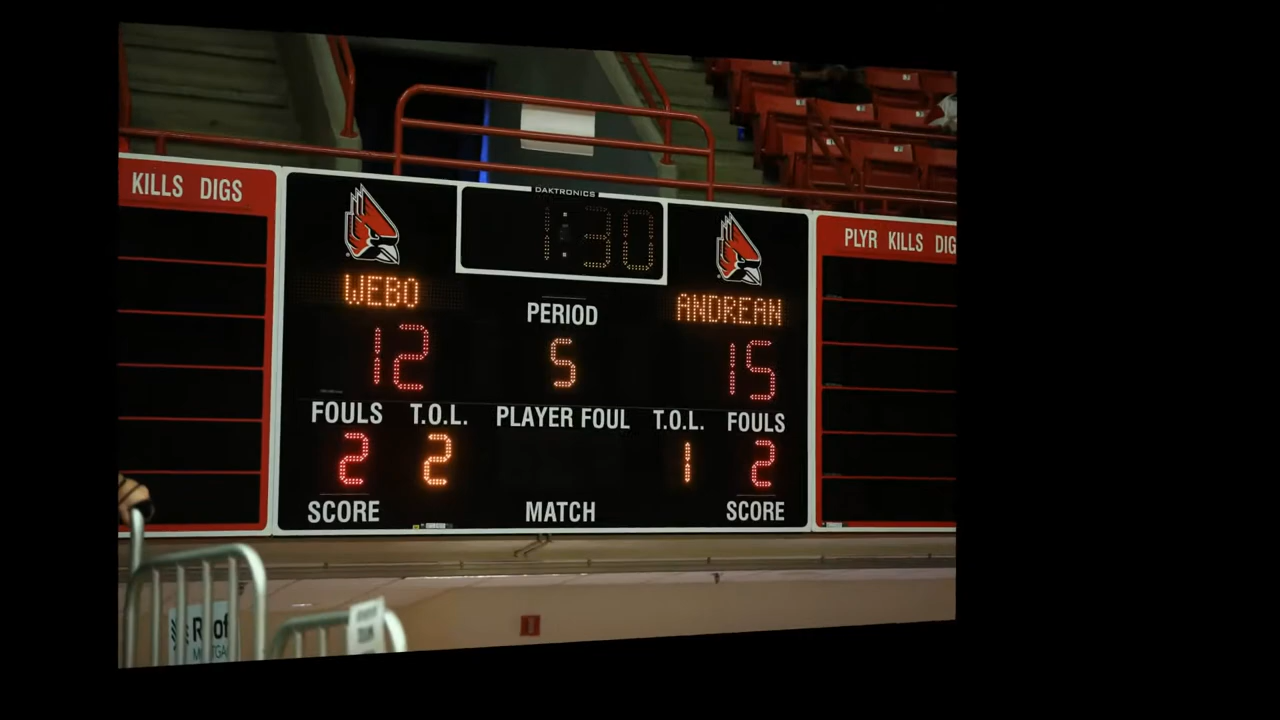 DAKTRONICS
KILLS DIGS
1:30
PLYR KILLS DIG
WEBO
PERIOD
ANDREAN
12
5
15
FOULS T.O.L. PLAYER FOUL T.O.L. FOULS
2 2 1 2
SCORE MATCH SCORE
Roof